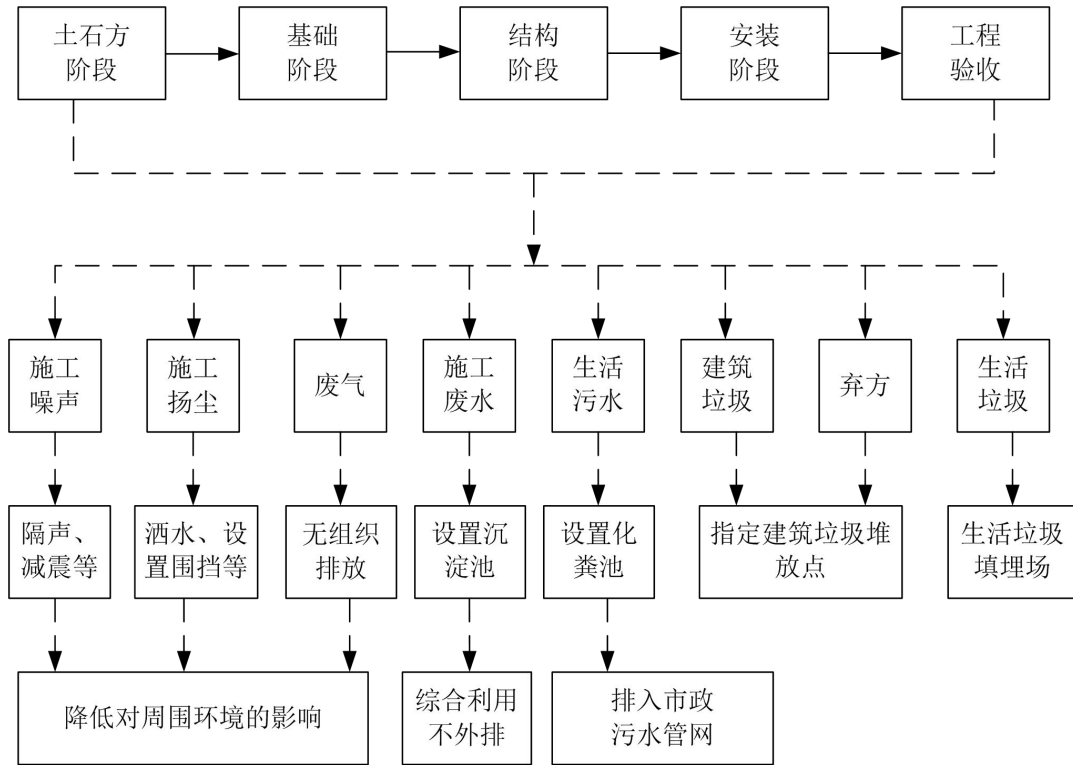 土石方
阶段
基础
阶段
结构
阶段
安装
阶段
工程
验收
施工
噪声
施工
扬尘
废气
施工
废水
生活
污水
建筑
垃圾
弃方
生活
垃圾
隔声、
减震等
洒水、设
置围挡等
无组织
排放
设置沉
淀池
设置化
粪池
指定建筑垃圾堆
放点
生活垃圾
填埋场
降低对周围环境的影响
综合利用
不外排
排入市政
污水管网